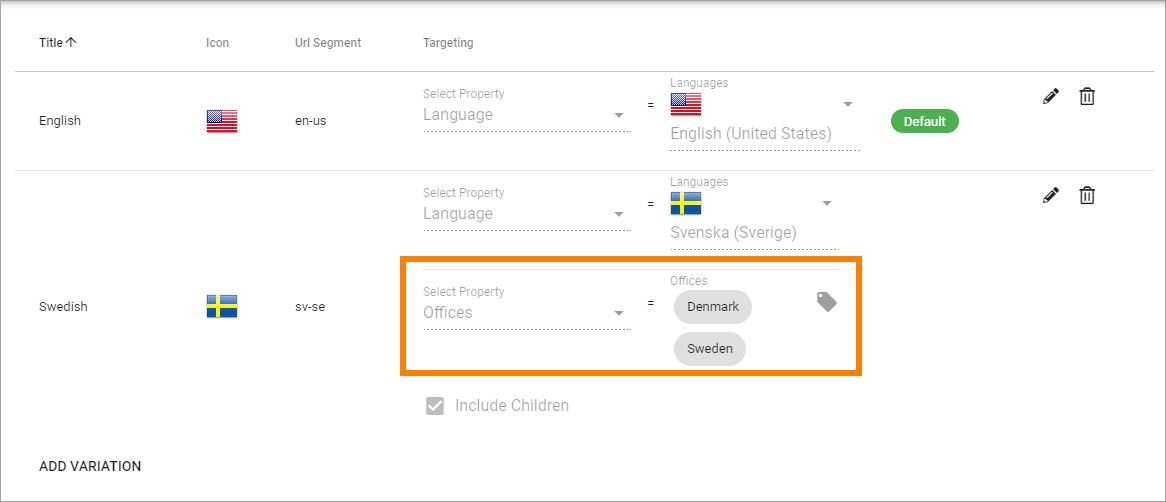 Title Icon Url Segment Targeting
Select Property Languages
Language =
English en-us English (United States) Default
Select Property Languages
Language =
Svenska (Sverige)
Select Property Offices
Swedish sv-se Offices = Denmark
Sweden
Include Children
ADD VARIATION